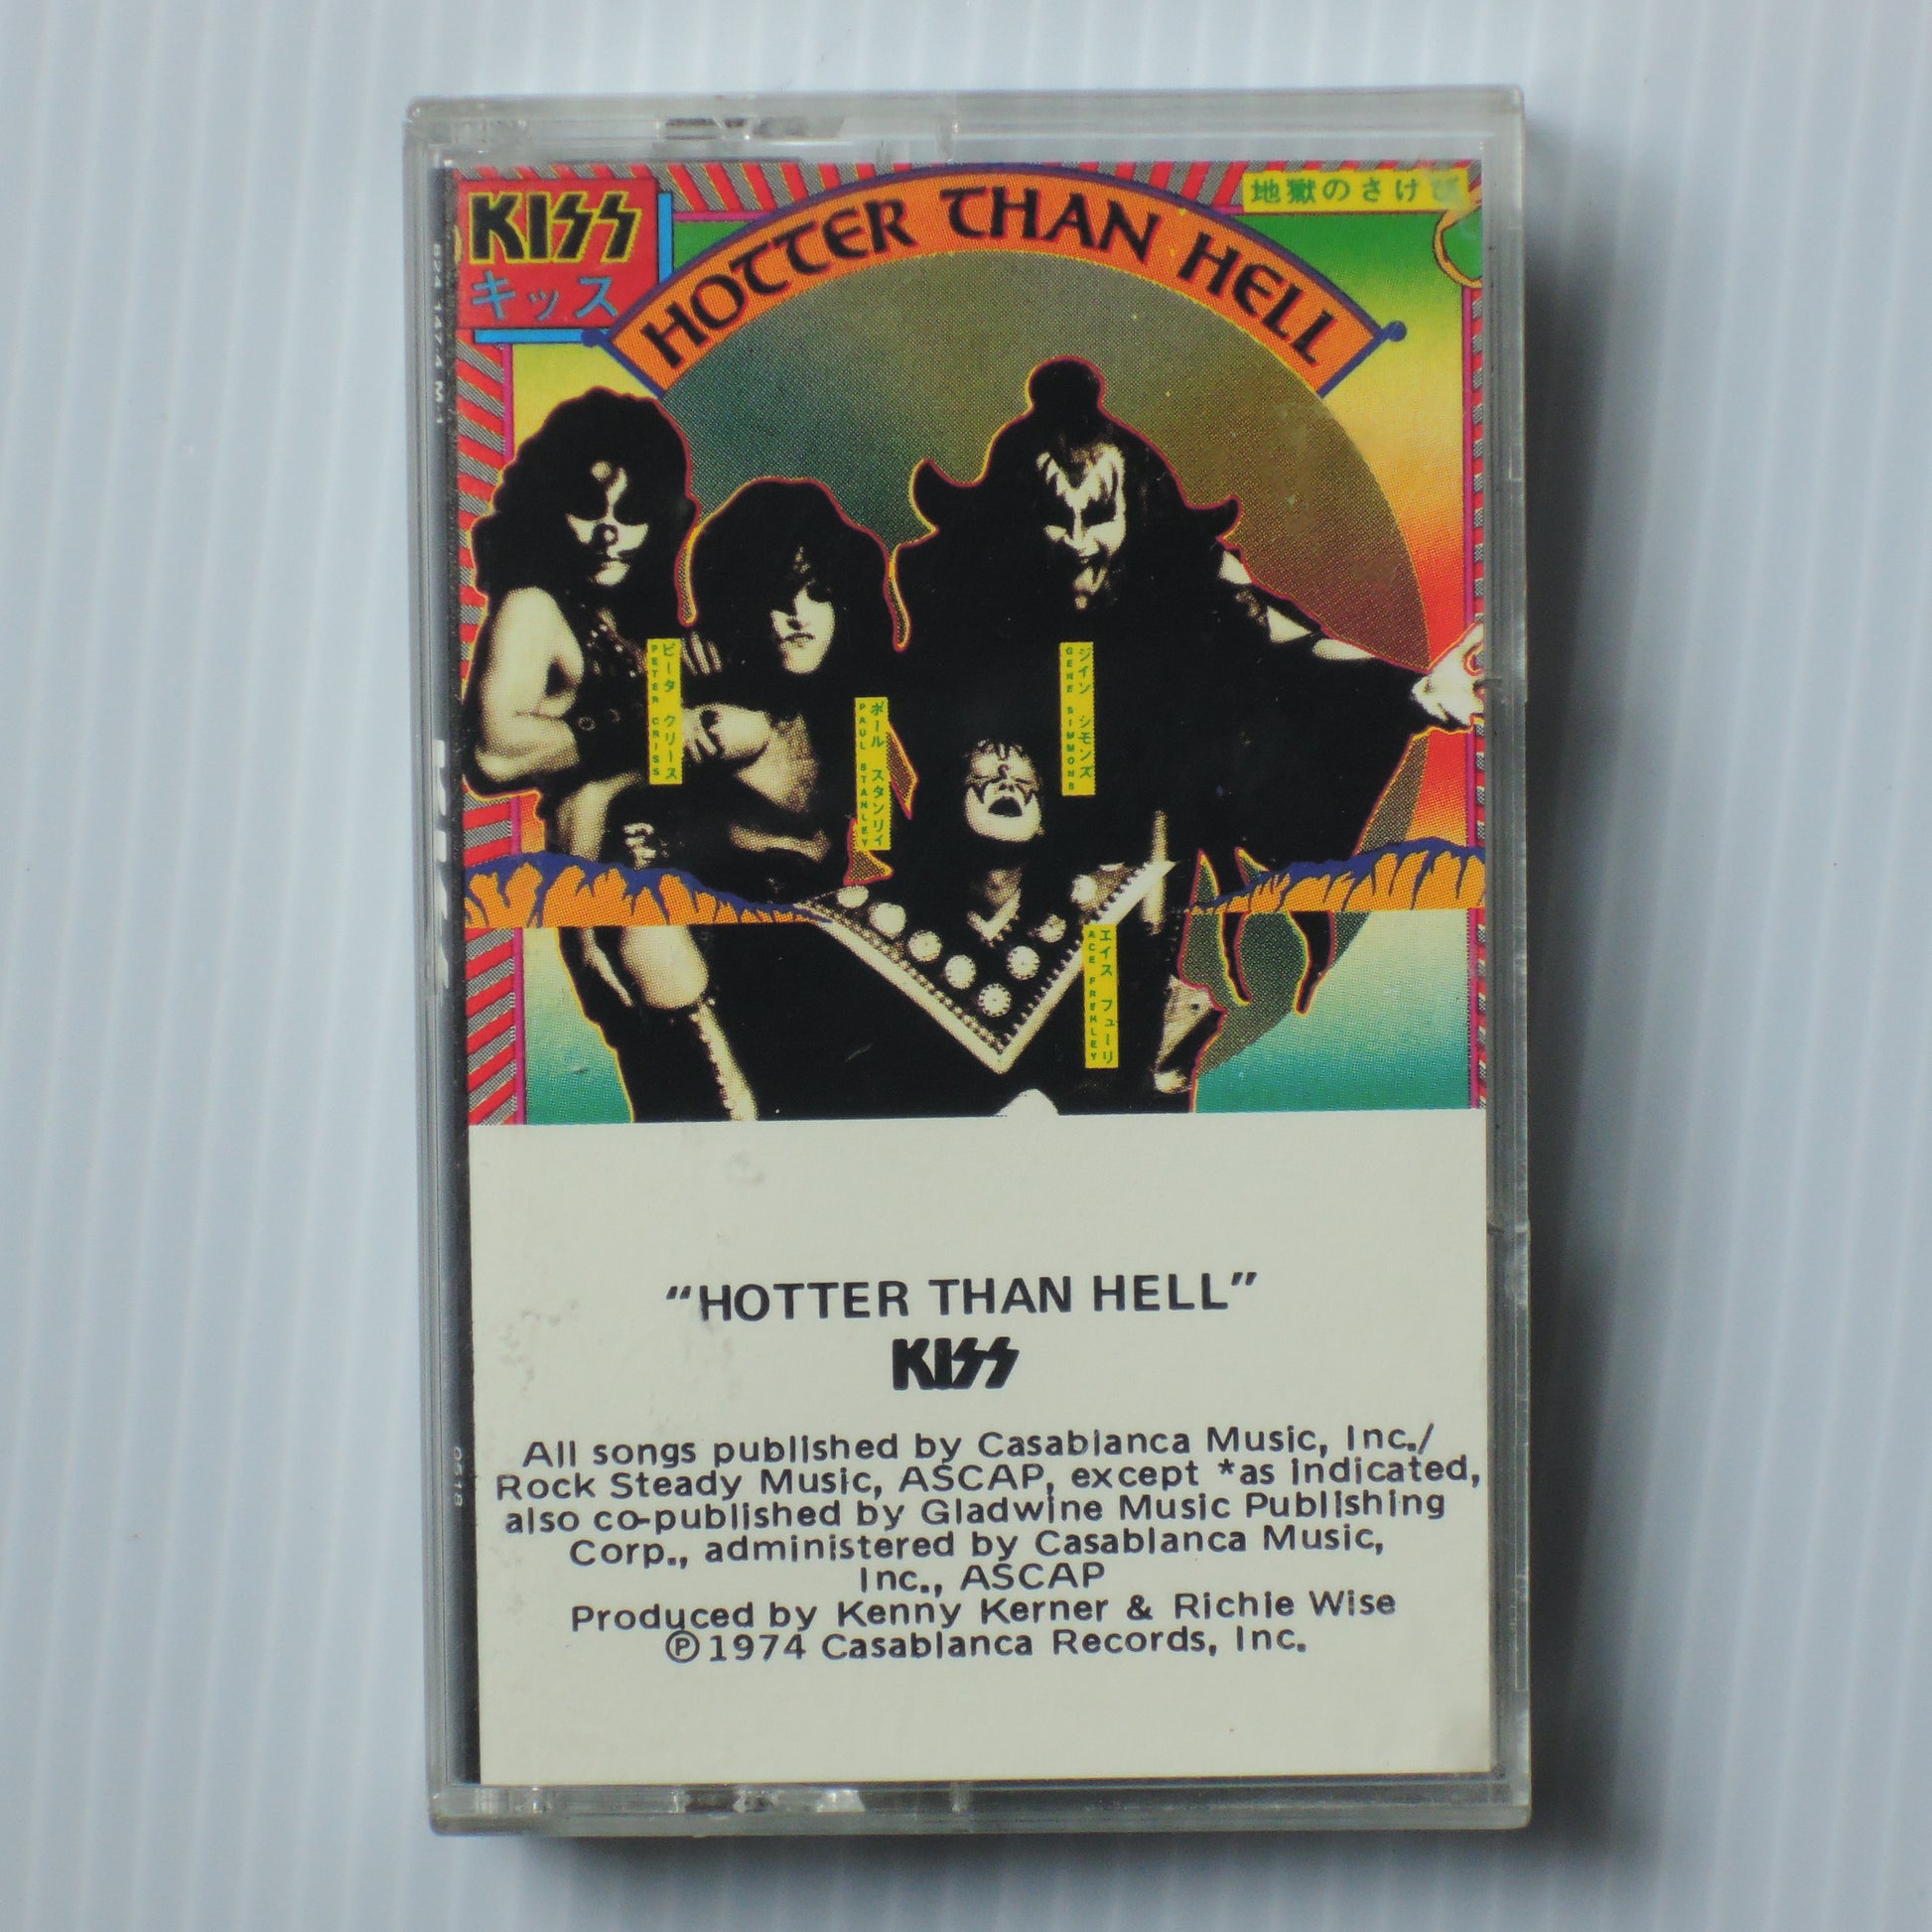 KISS
キッス
HOTTER THAN HELL
地獄のさけび
ピータ クリース
PETER CRISS
ポール スタンリィ
PAUL STANLEY
ジイン シモンズ
GENE SIMMONS
エイス フューリ
ACE FREHLEY
"HOTTER THAN HELL"
KISS
All songs published by Casablanca Music, Inc./
Rock Steady Music, ASCAP, except *as indicated,
also co-published by Gladwine Music Publishing
Corp., administered by Casablanca Music,
Inc., ASCAP
Produced by Kenny Kerner & Richie Wise
℗1974 Casablanca Records, Inc.